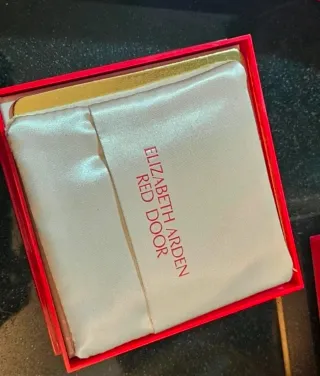 ELIZABETH ARDEN
RED DOOR